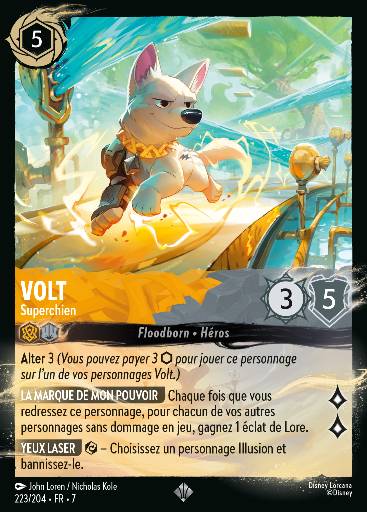 5
VOLT
Superchien
3
5
Floodborn • Héros
Alter 3 (Vous pouvez payer 3 pour jouer ce personnage
sur l'un de vos personnages Volt.)
LA MARQUE DE MON POUVOIR Chaque fois que vous
redressez ce personnage, pour chacun de vos autres
personnages sans dommage en jeu, gagnez 1 éclat de Lore.
YEUX LASER – Choisissez un personnage Illusion et
bannissez-le.
John Loren / Nicholas Kole
223/204 • FR • 7
Disney Lorcana
©Disney